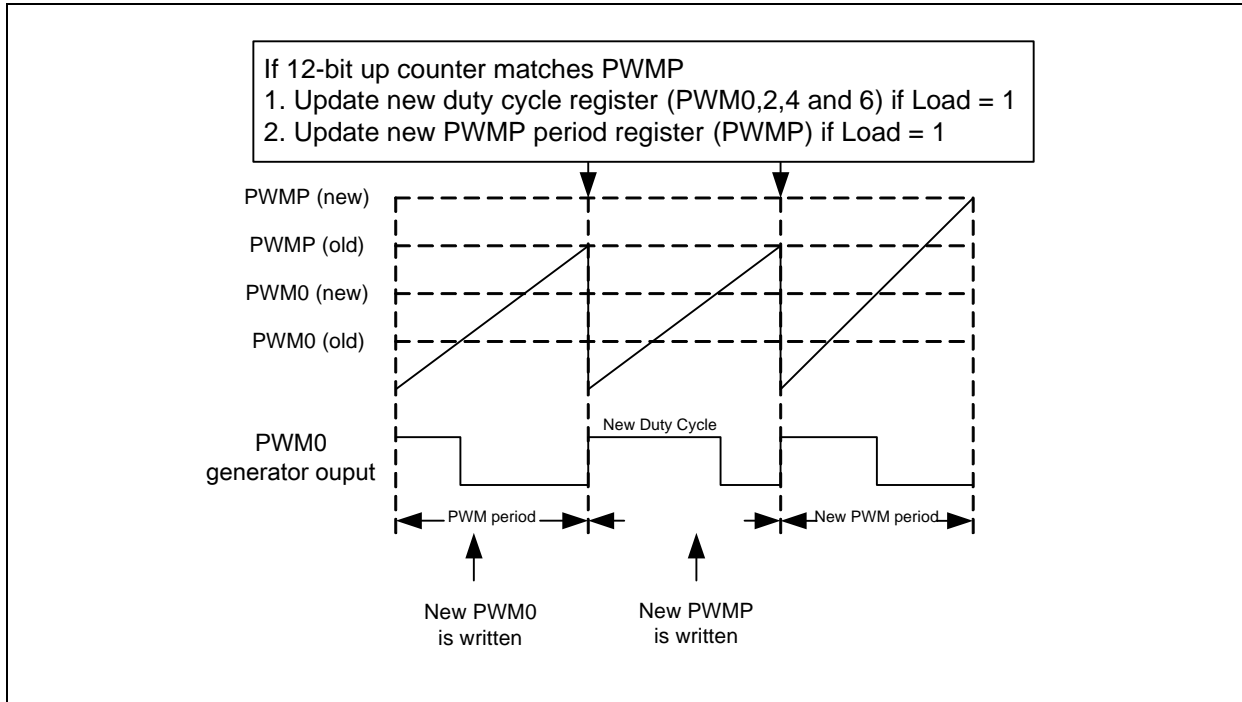 If 12-bit up counter matches PWMP
1. Update new duty cycle register (PWM0,2,4 and 6) if Load = 1
2. Update new PWMP period register (PWMP) if Load = 1
PWMP (new)
PWMP (old)
PWM0 (new)
PWM0 (old)
New Duty Cycle
PWM0
generator ouput
PWM period
New PWM period
New PWM0
is written
New PWMP
is written